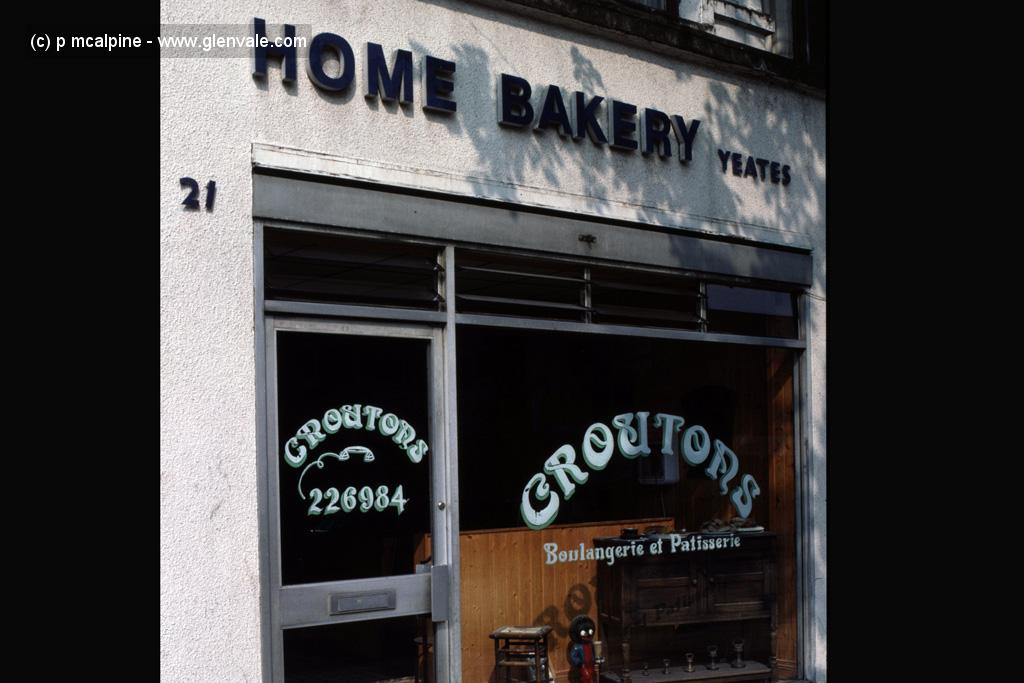 (c) p mcalpine - www.glenvale.com
HOME BAKERY YEATES
21
CROUTONS
226984
CROUTONS
Boulangerie et Patisserie